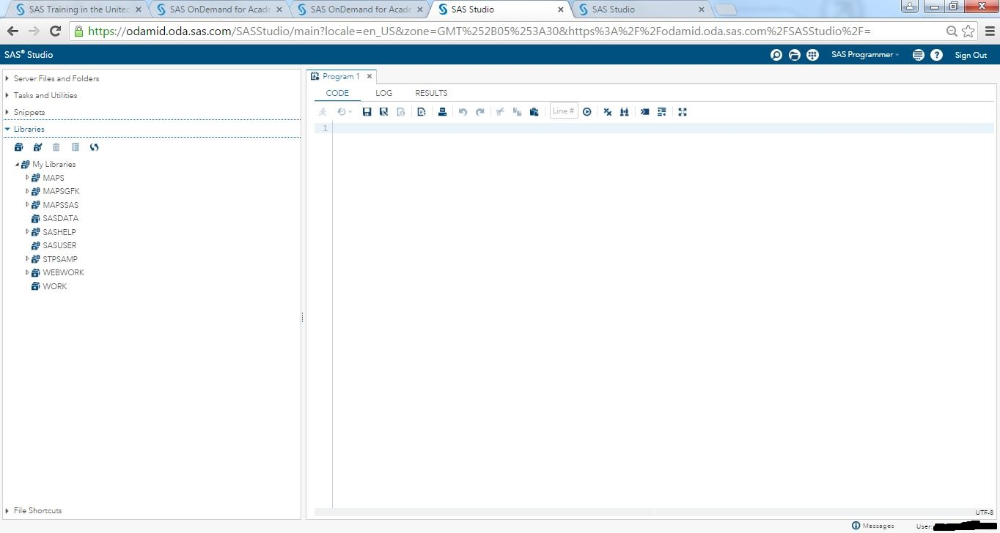 SAS Training in the United
SAS OnDemand for Acade
SAS OnDemand for Acade
SAS Studio
SAS Studio
https://odamid.oda.sas.com/SASStudio/main?locale=en_US&zone=GMT%252B05%253A30&https%3A%2F%2Fodamid.oda.sas.com%2FSASStudio%2F=
SAS® Studio
SAS Programmer
Sign Out
Server Files and Folders
Tasks and Utilities
Snippets
Libraries
My Libraries
MAPS
MAPSGFK
MAPSSAS
SASDATA
SASHELP
SASUSER
STPSAMP
WEBWORK
WORK
File Shortcuts
Program 1
CODE LOG RESULTS
Line #
1
UTF-8
Messages
User: